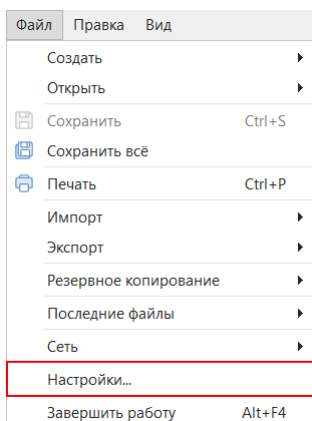 Файл Правка Вид
Создать
Открыть
Сохранить Ctrl+S
Сохранить всё
Печать Ctrl+P
Импорт
Экспорт
Резервное копирование
Последние файлы
Сеть
Настройки...
Завершить работу Alt+F4